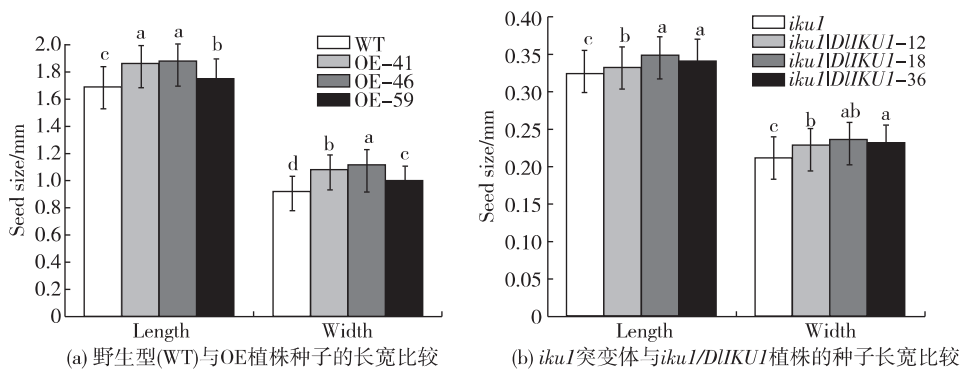 Seed size/mm
2.0
1.8
1.6
1.4
1.2
1.0
0.8
0.6
0.4
0.2
0
WT
OE-41
OE-46
OE-59
c a a b
d b a c
Length Width
(a) 野生型(WT)与OE植株种子的长宽比较
Seed size/mm
0.40
0.35
0.30
0.25
0.20
0.15
0.10
0.05
0.00
iku1
iku1\DlIKU1-12
iku1\DlIKU1-18
iku1\DlIKU1-36
c b a a
c b ab a
Length Width
(b) iku1突变体与iku1/DlIKU1植株的种子长宽比较